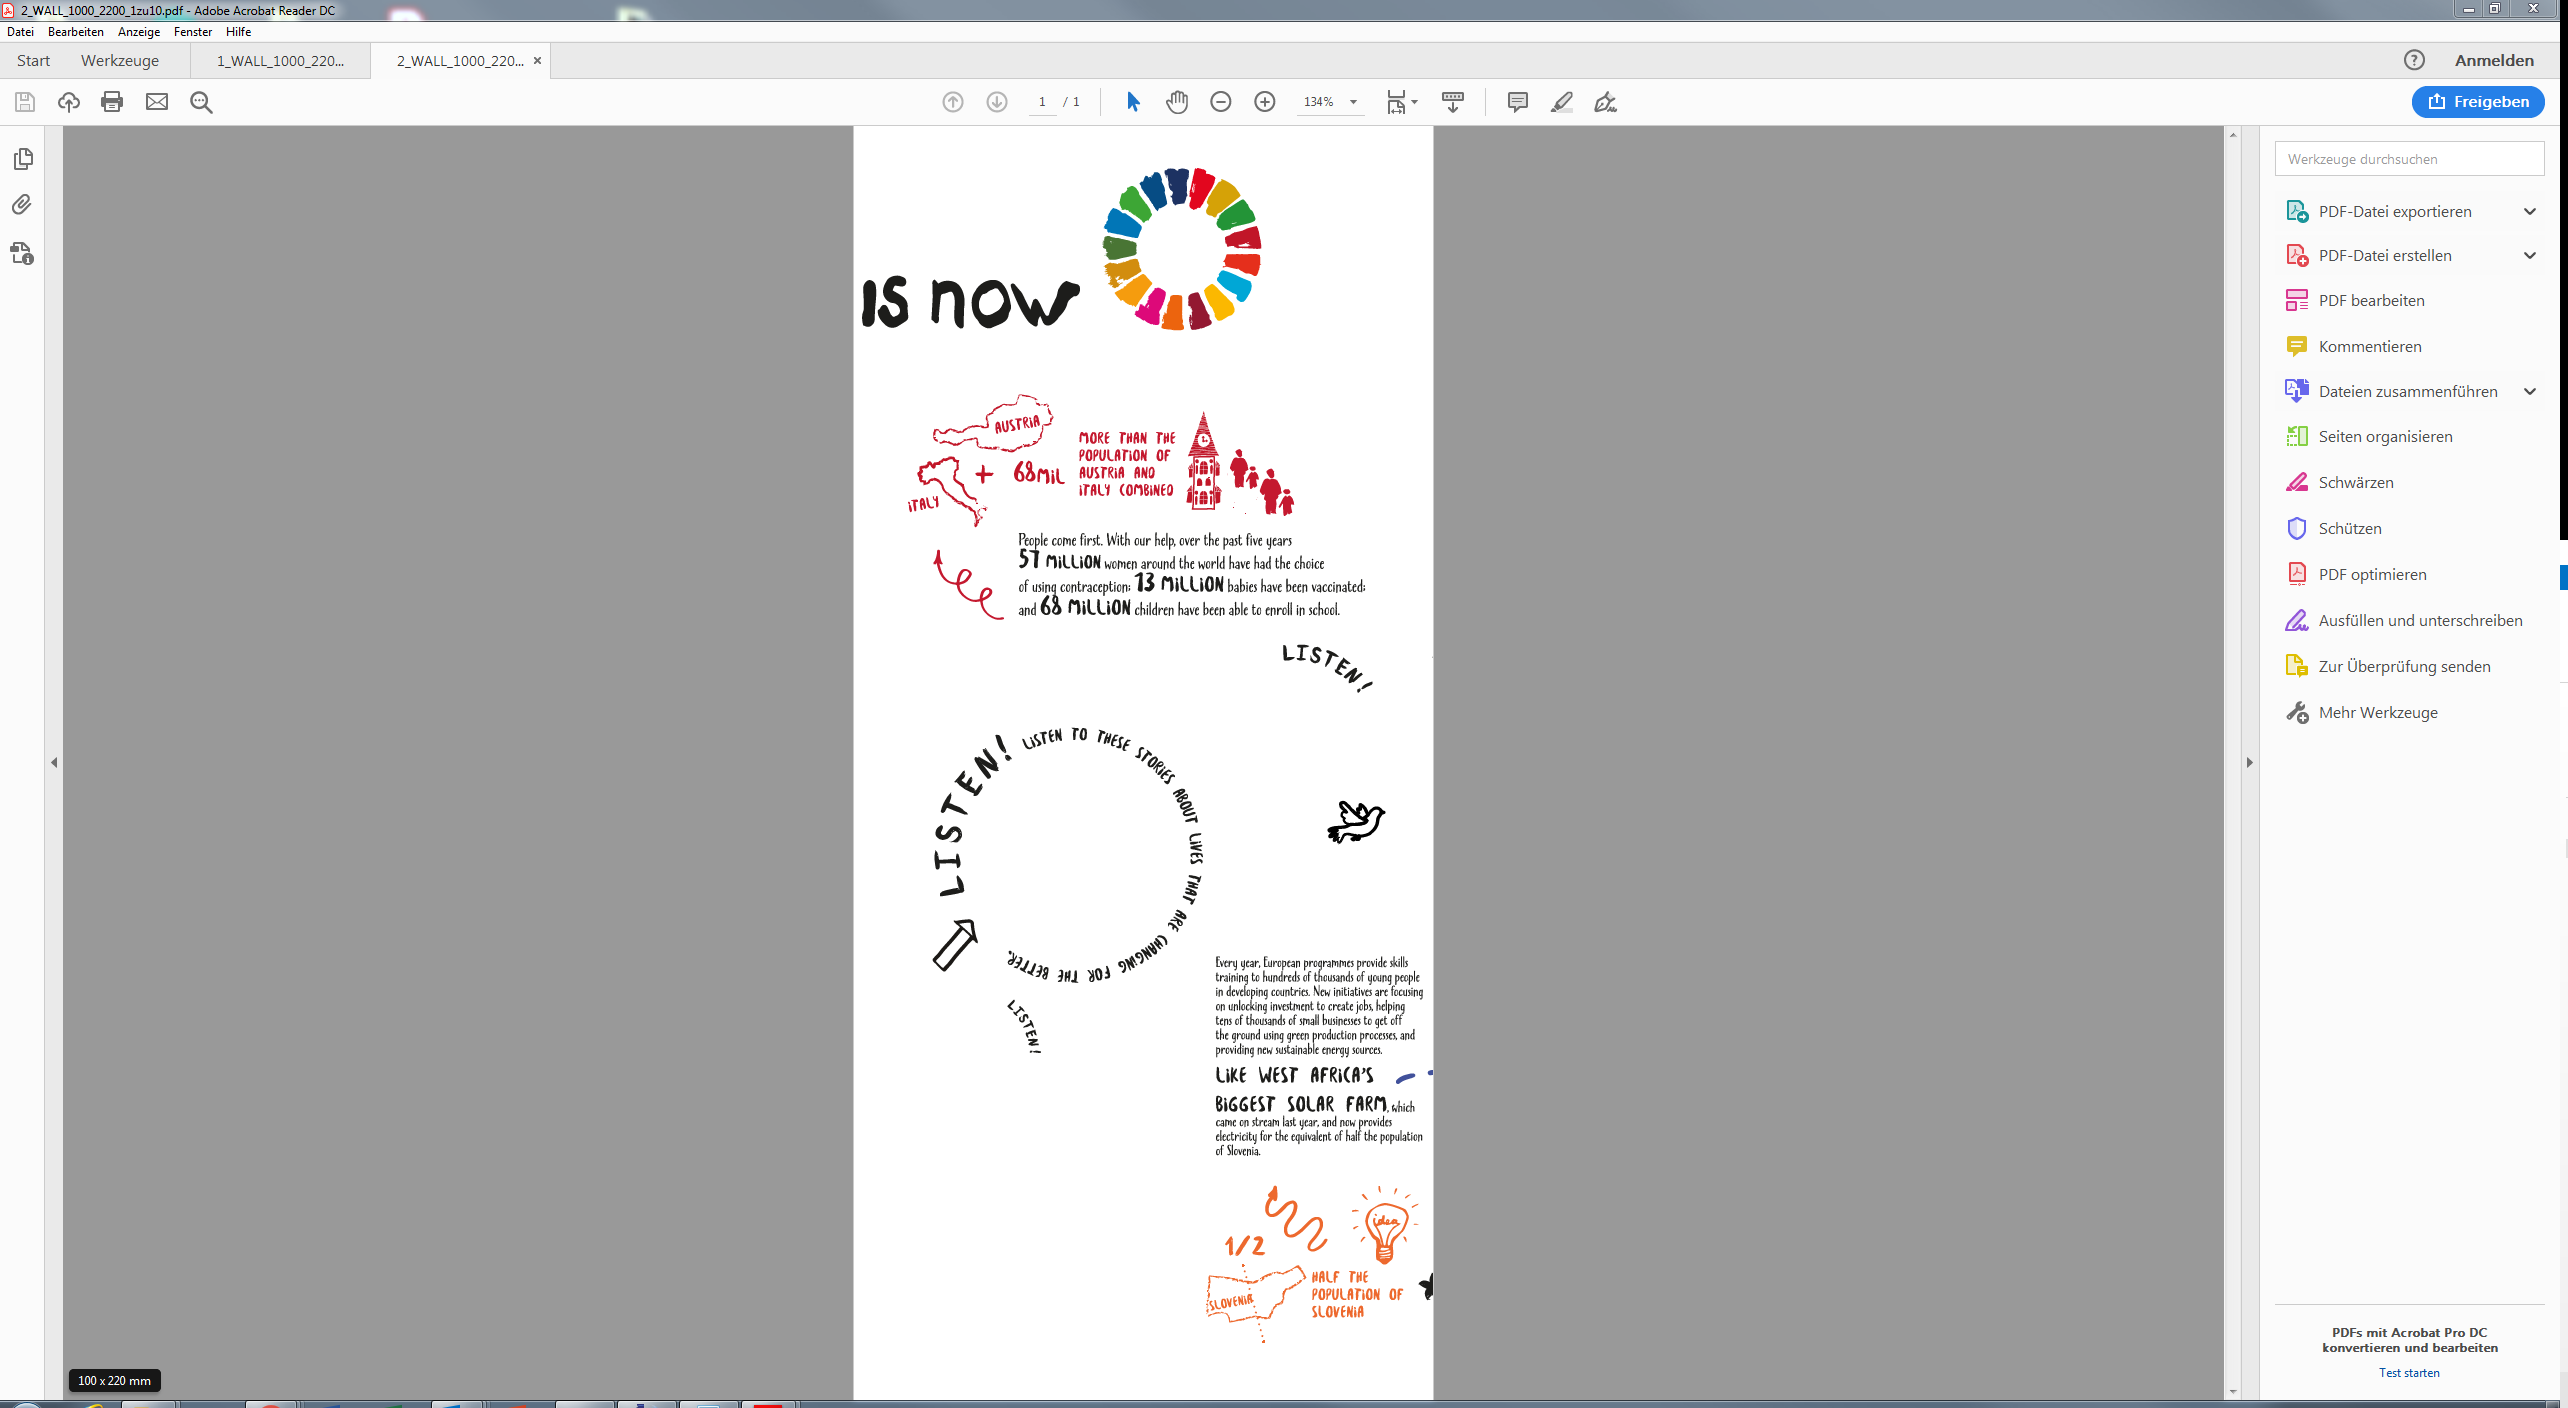 2_WALL_1000_2200_1zu10.pdf - Adobe Acrobat Reader DC
Datei Bearbeiten Anzeige Fenster Hilfe
Start Werkzeuge 1_WALL_1000_220... 2_WALL_1000_220... ×
? Anmelden
1 / 1 134%
Freigeben
Werkzeuge durchsuchen
PDF-Datei exportieren
PDF-Datei erstellen
PDF bearbeiten
Kommentieren
Dateien zusammenführen
Seiten organisieren
Schwärzen
Schützen
PDF optimieren
Ausfüllen und unterschreiben
Zur Überprüfung senden
Mehr Werkzeuge
PDFs mit Acrobat Pro DC
konvertieren und bearbeiten
Test starten
100 x 220 mm
IS now
AUSTRiA
iTALY
+ 68MiL
MORE THAN THE
POPULATiON OF
AUSTRiA AND
iTALY COMBiNED
People come first. With our help, over the past five years
57 MiLLiON women around the world have had the choice
of using contraception; 13 MiLLiON babies have been vaccinated;
and 68 MiLLiON children have been able to enroll in school.
LISTEN!
LISTEN!
LiSTEN TO THESE STORiES ABOUT LiVES THAT ARE CHANGiNG FOR THE BETTER.
LISTEN!
Every year, European programmes provide skills
training to hundreds of thousands of young people
in developing countries. New initiatives are focusing
on unlocking investment to create jobs, helping
tens of thousands of small businesses to get off
the ground using green production processes, and
providing new sustainable energy sources.
LiKE WEST AFRiCA'S
BiGGEST SOLAR FARM, which
came on stream last year, and now provides
electricity for the equivalent of half the population
of Slovenia.
idea
1/2
SLOVENiA
HALF THE
POPULATiON OF
SLOVENiA